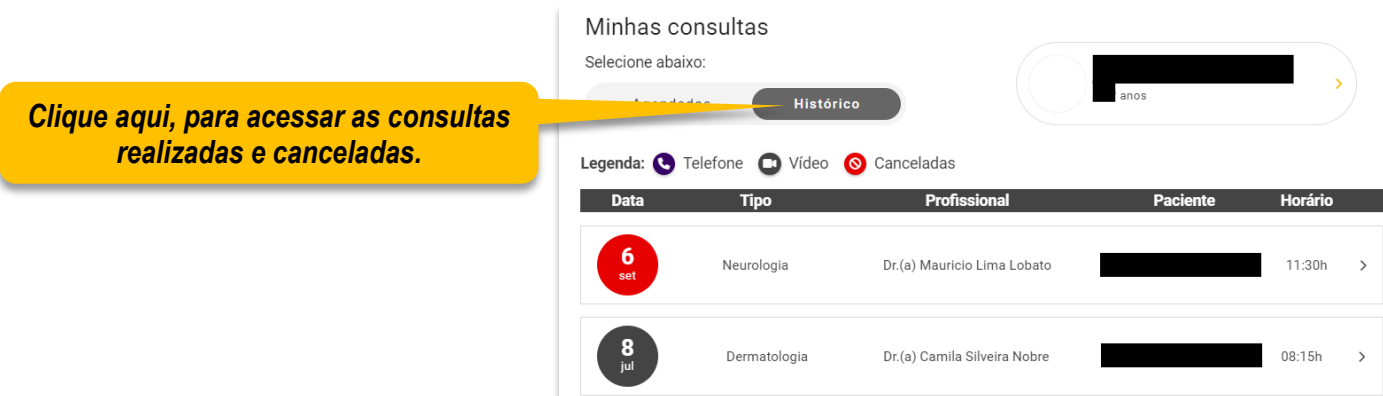 Minhas consultas
Selecione abaixo:
Histórico
anos
Clique aqui, para acessar as consultas
realizadas e canceladas.
Legenda: Telefone Vídeo Canceladas
Data Tipo Profissional Paciente Horário
6
set
Neurologia Dr.(a) Mauricio Lima Lobato 11:30h
8
jul
Dermatologia Dr.(a) Camila Silveira Nobre 08:15h